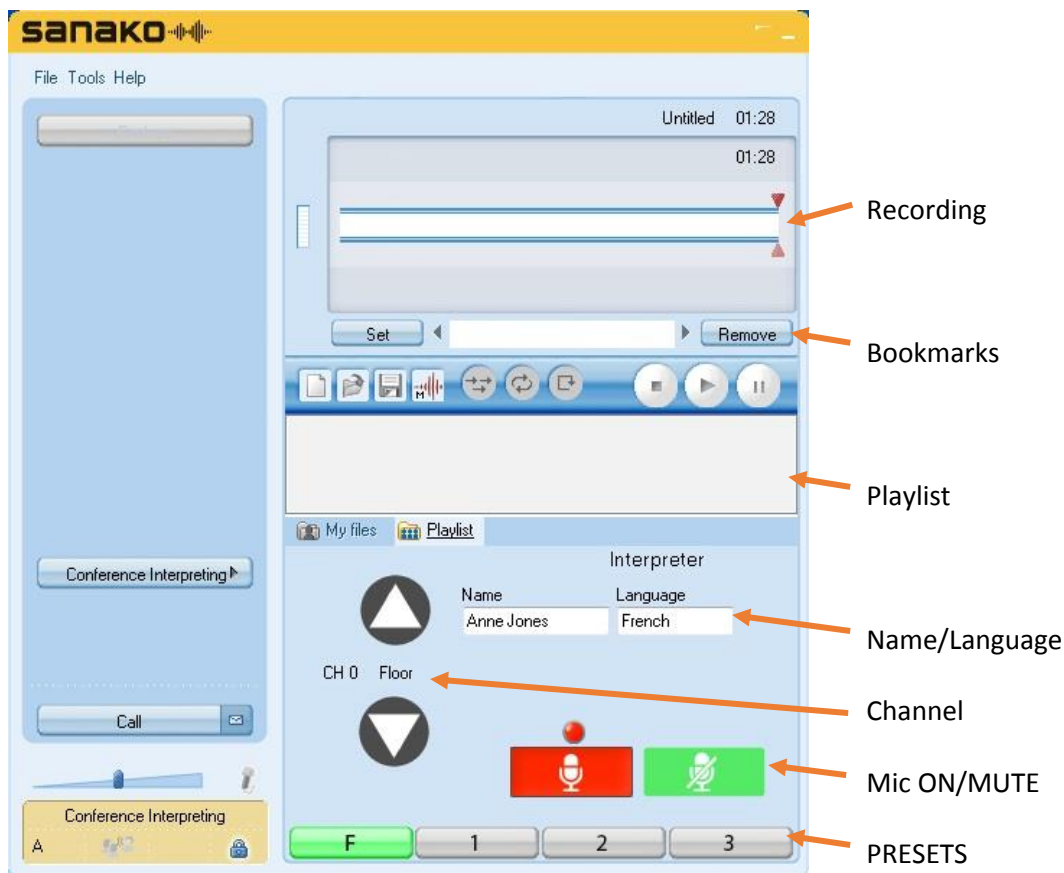 sanako
File Tools Help
Untitled 01:28
01:28
Recording
Set
Remove
Bookmarks
M
Playlist
My files
Playlist
Interpreter
Conference Interpreting
Name
Language
Anne Jones
French
Name/Language
CH 0 Floor
Channel
Call
Mic ON/MUTE
Conference Interpreting
A
F
1
2
3
PRESETS